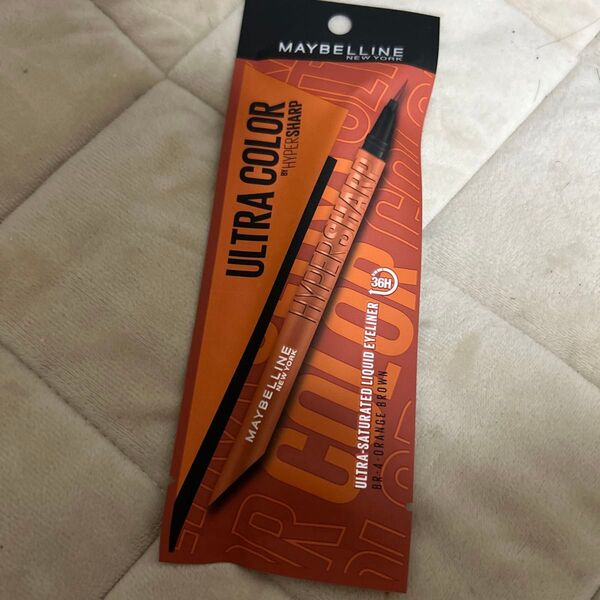 MAYBELLINE
NEW YORK
ULTRA COLOR
BY HYPERSHARP
HYPERSHARP
MAYBELLINE
NEW YORK
COLOR
36H
ULTRA-SATURATED LIQUID EYELINER
BR-4-ORANGE BROWN